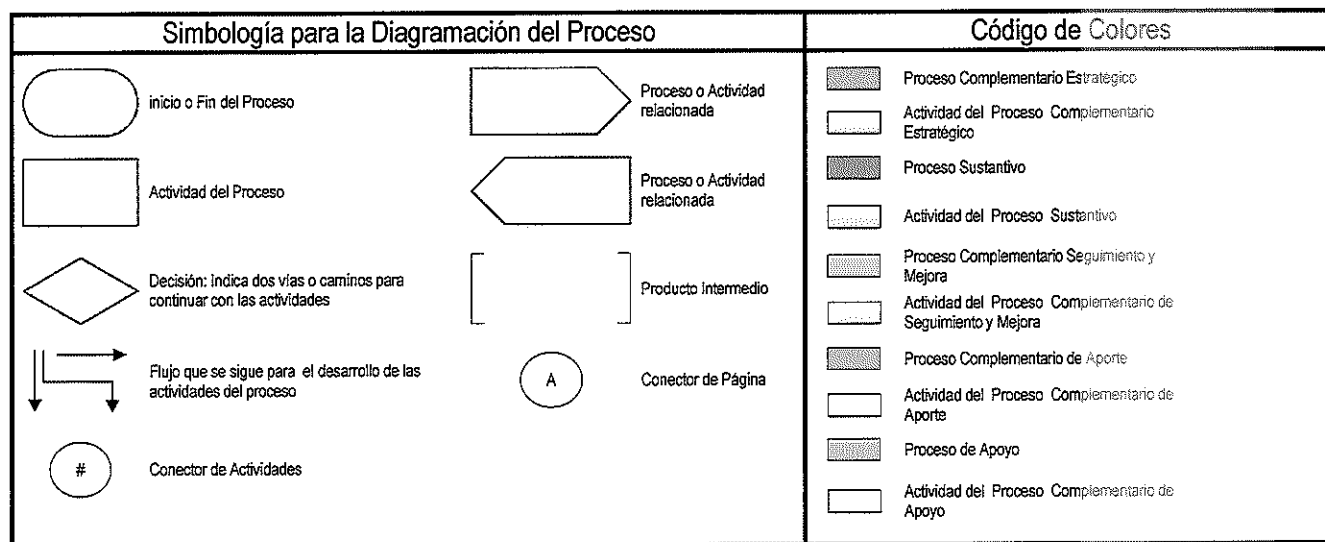 Simbología para la Diagramación del Proceso
inicio o Fin del Proceso
Proceso o Actividad
relacionada
Actividad del Proceso
Proceso o Actividad
relacionada
Decisión: Indica dos vías o caminos para
continuar con las actividades
Producto Intermedio
Flujo que se sigue para el desarrollo de las
actividades del proceso
A
Conector de Página
#
Conector de Actividades
Código de Colores
Proceso Complementario Estratégico
Actividad del Proceso Complementario
Estratégico
Proceso Sustantivo
Actividad del Proceso Sustantivo
Proceso Complementario Seguimiento y
Mejora
Actividad del Proceso Complementario de
Seguimiento y Mejora
Proceso Complementario de Aporte
Actividad del Proceso Complementario de
Aporte
Proceso de Apoyo
Actividad del Proceso Complementario de
Apoyo